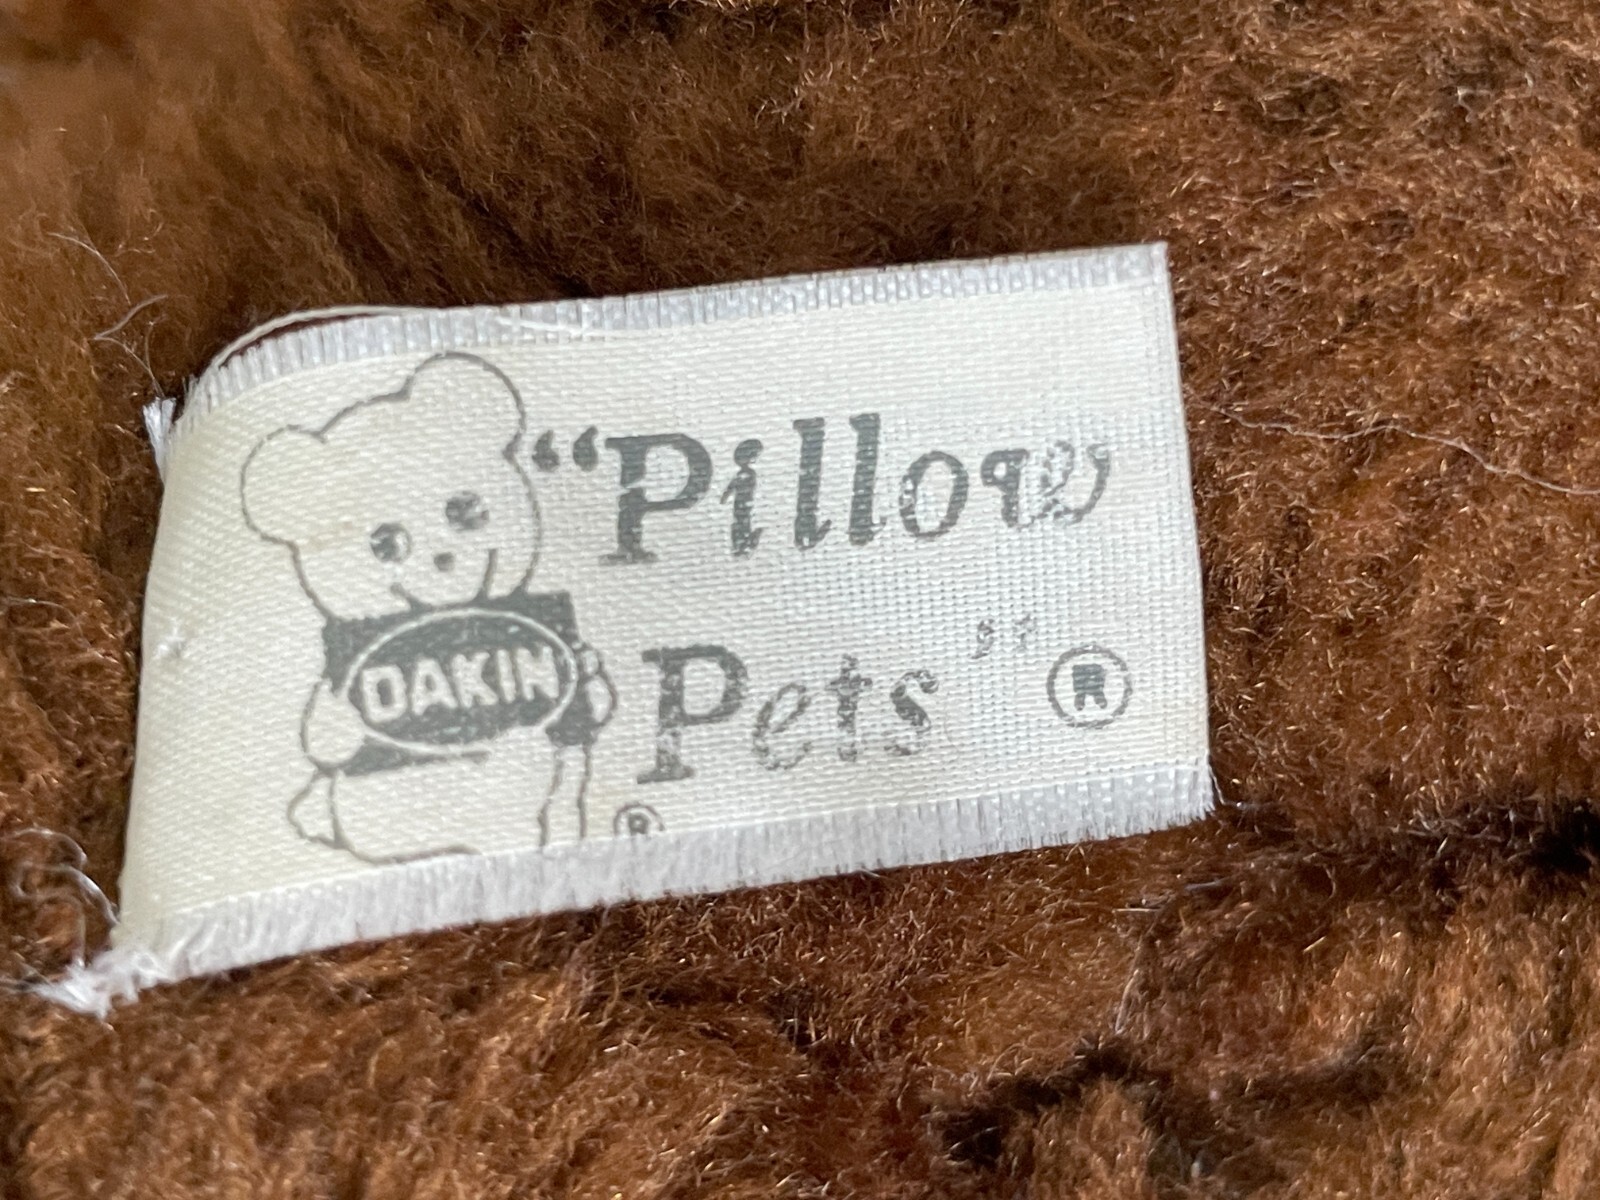 “Pillow
Pets” ®
DAKIN
®